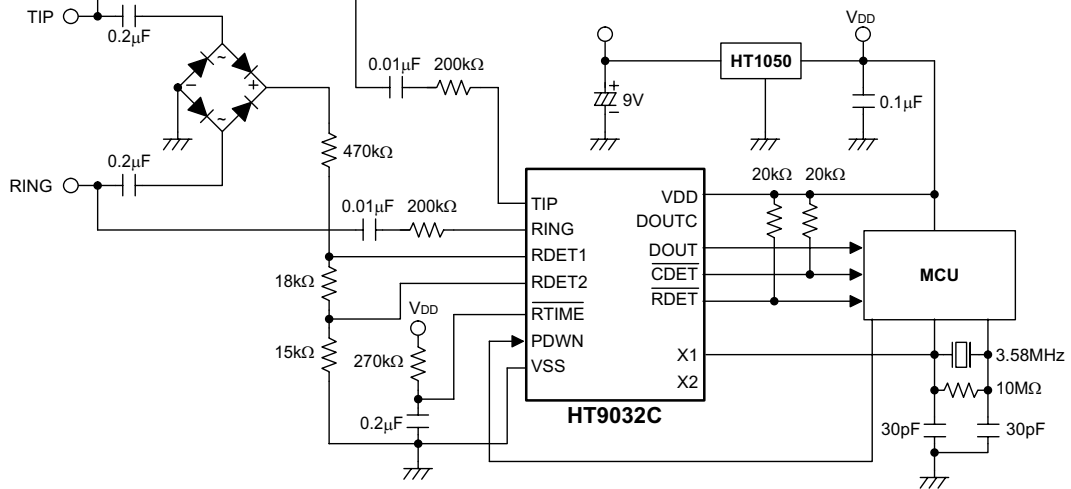 TIP
0.2μF
~
−
+
~
0.2μF
RING
470kΩ
18kΩ
15kΩ
0.01μF
200kΩ
0.01μF
200kΩ
VDD
270kΩ
0.2μF
TIP
RING
RDET1
RDET2
RTIME
PDWN
VSS
VDD
DOUTC
DOUT
CDET
RDET
X1
X2
HT9032C
+
−
9V
HT1050
VDD
0.1μF
20kΩ
20kΩ
MCU
3.58MHz
10MΩ
30pF
30pF